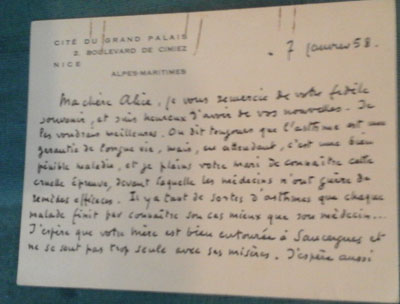 CITÉ DU GRAND PALAIS
2, BOULEVARD DE CIMIEZ
NICE
ALPES-MARITIMES
7 janvier 58.
Ma chère Alice, je vous remercie de votre fidèle
souvenir, et suis heureux d'avoir de vos nouvelles. Je
les voudrais meilleures. On dit toujours que l'asthme est une
garantie de longue vie, mais, en attendant, c'est une bien
pénible maladie, et je plains votre mari de connaître cette
cruelle épreuve, devant laquelle les médecins n'ont guère de
remèdes efficaces. Il y a tant de sortes d'asthmes que chaque
malade finit par connaître son cas mieux que son médecin...
J'espère que votre mère est bien entourée à Sancergues et
ne se sent pas trop seule avec ses misères. J'espère aussi